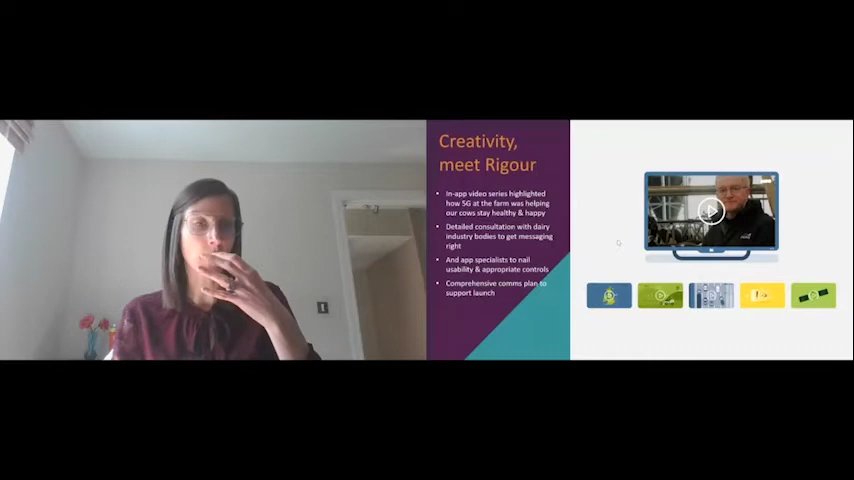 Creativity,
meet Rigour
• In-app video series highlighted
how 5G at the farm was helping
our cows stay healthy & happy
• Detailed consultation with dairy
industry bodies to get messaging
right
• And app specialists to nail
usability & appropriate controls
• Comprehensive comms plan to
support launch